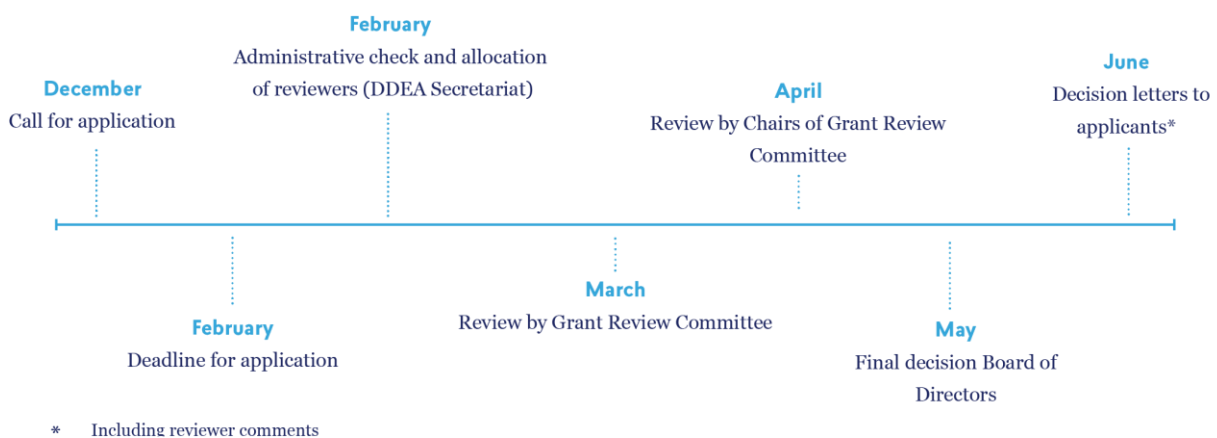 December
Call for application
February
Deadline for application
February
Administrative check and allocation
of reviewers (DDEA Secretariat)
March
Review by Grant Review Committee
April
Review by Chairs of Grant Review
Committee
May
Final decision Board of
Directors
June
Decision letters to
applicants*
* Including reviewer comments